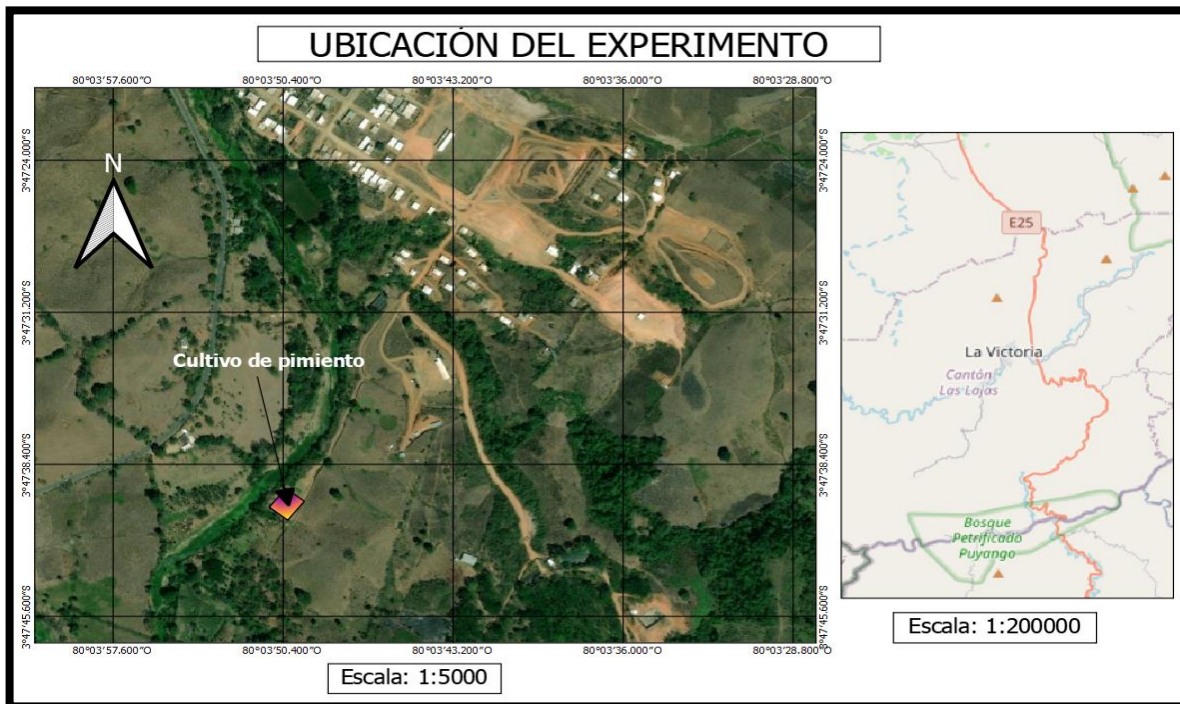 UBICACIÓN DEL EXPERIMENTO
80°03'57.600"O 80°03'50.400"O 80°03'43.200"O 80°03'36.000"O 80°03'28.800"O
3°47'24.000"S 3°47'24.000"S
N
3°47'31.200"S 3°47'31.200"S
Cultivo de pimiento
3°47'38.400"S 3°47'38.400"S
3°47'45.600"S 3°47'45.600"S
80°03'57.600"O 80°03'50.400"O 80°03'43.200"O 80°03'36.000"O 80°03'28.800"O
Escala: 1:5000
E25
La Victoria
Cantón
Las Lajas
Bosque
Petrificado
Puyango
Escala: 1:200000